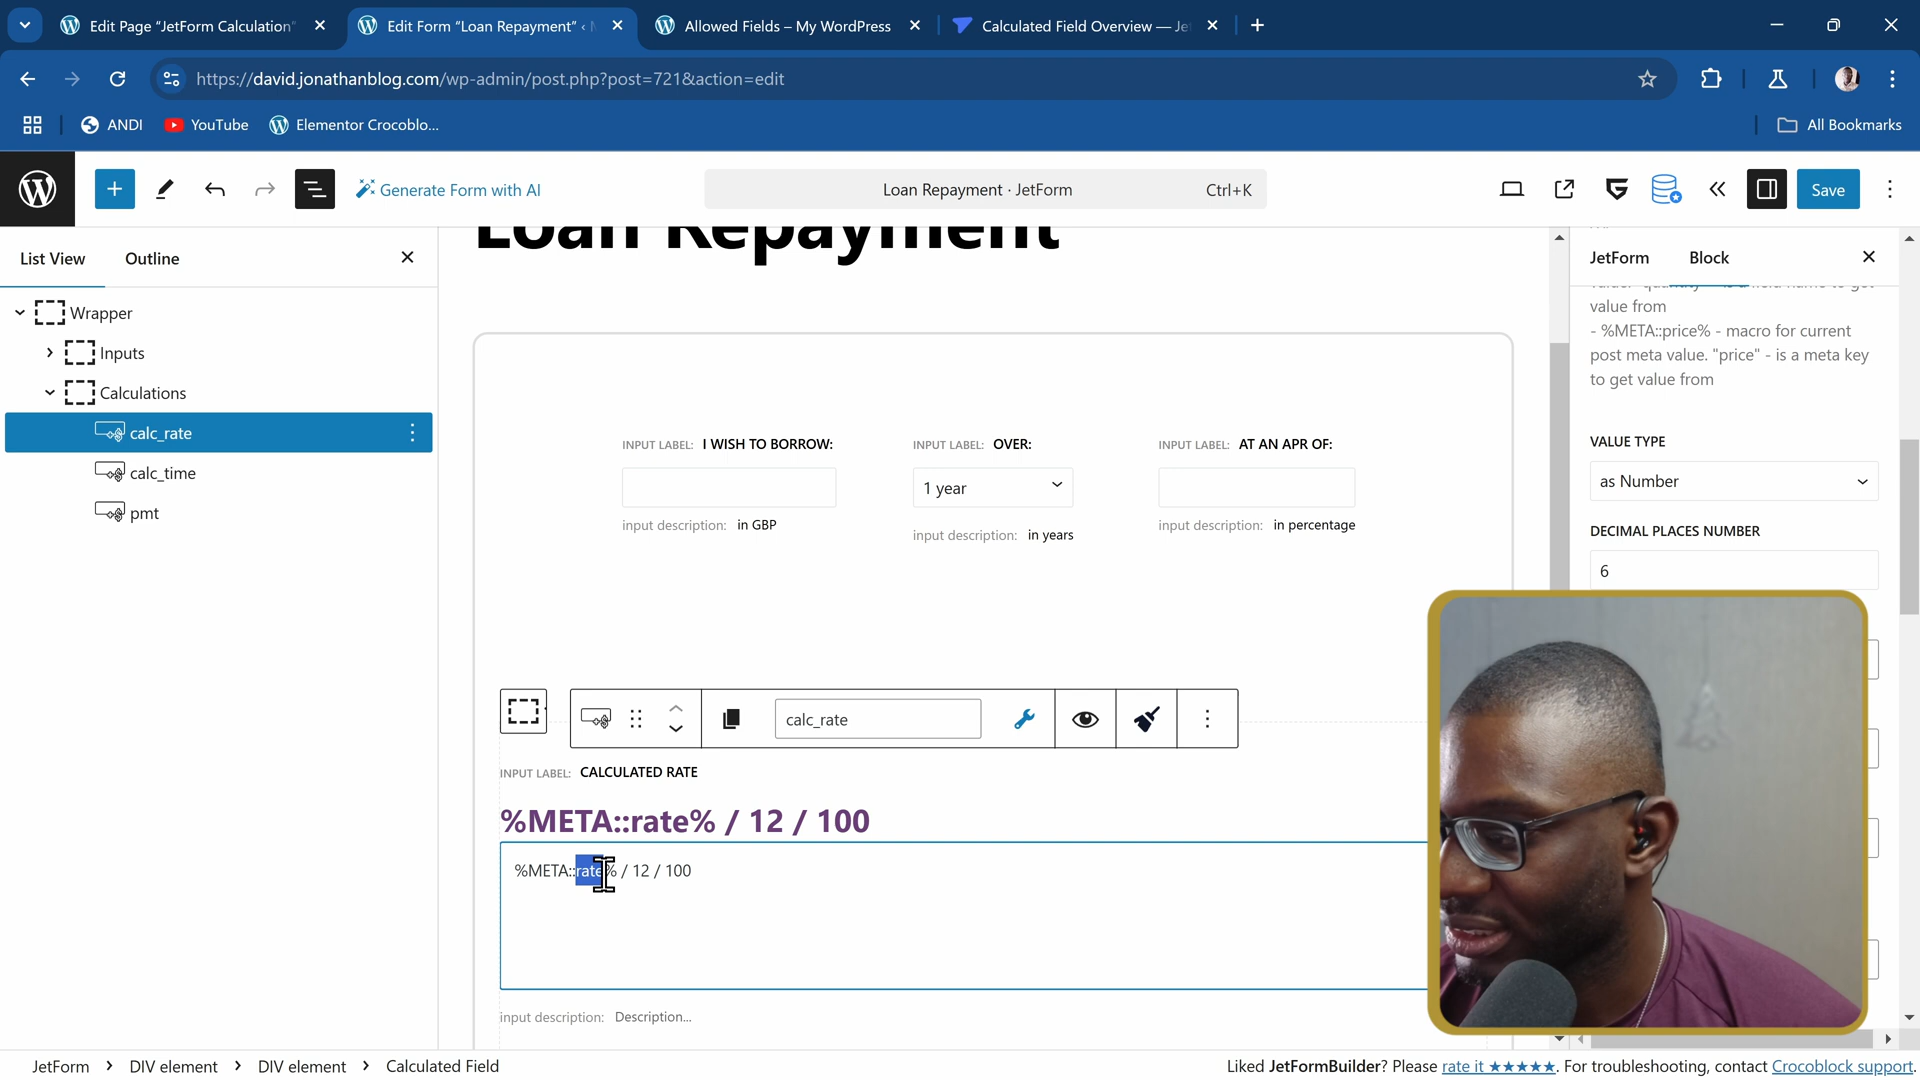 Edit Page “JetForm Calculation”
Edit Form “Loan Repayment” ‹
Allowed Fields – My WordPress
Calculated Field Overview — Je
https://david.jonathanblog.com/wp-admin/post.php?post=721&action=edit
ANDI
YouTube
Elementor Crocoblo...
All Bookmarks
Generate Form with AI
Loan Repayment · JetForm
Ctrl+K
Save
List View
Outline
Wrapper
Inputs
Calculations
calc_rate
calc_time
pmt
Loan Repayment
INPUT LABEL: I WISH TO BORROW:
input description: in GBP
INPUT LABEL: OVER:
1 year
input description: in years
INPUT LABEL: AT AN APR OF:
input description: in percentage
calc_rate
INPUT LABEL: CALCULATED RATE
%META::rate% / 12 / 100
%META::rate% / 12 / 100
input description: Description...
JetForm
Block
value. "quantity" - is a field name to get
value from
- %META::price% - macro for current
post meta value. "price" - is a meta key
to get value from
VALUE TYPE
as Number
DECIMAL PLACES NUMBER
6
JetForm
DIV element
DIV element
Calculated Field
Liked JetFormBuilder? Please rate it ★★★★★. For troubleshooting, contact Crocoblock support.